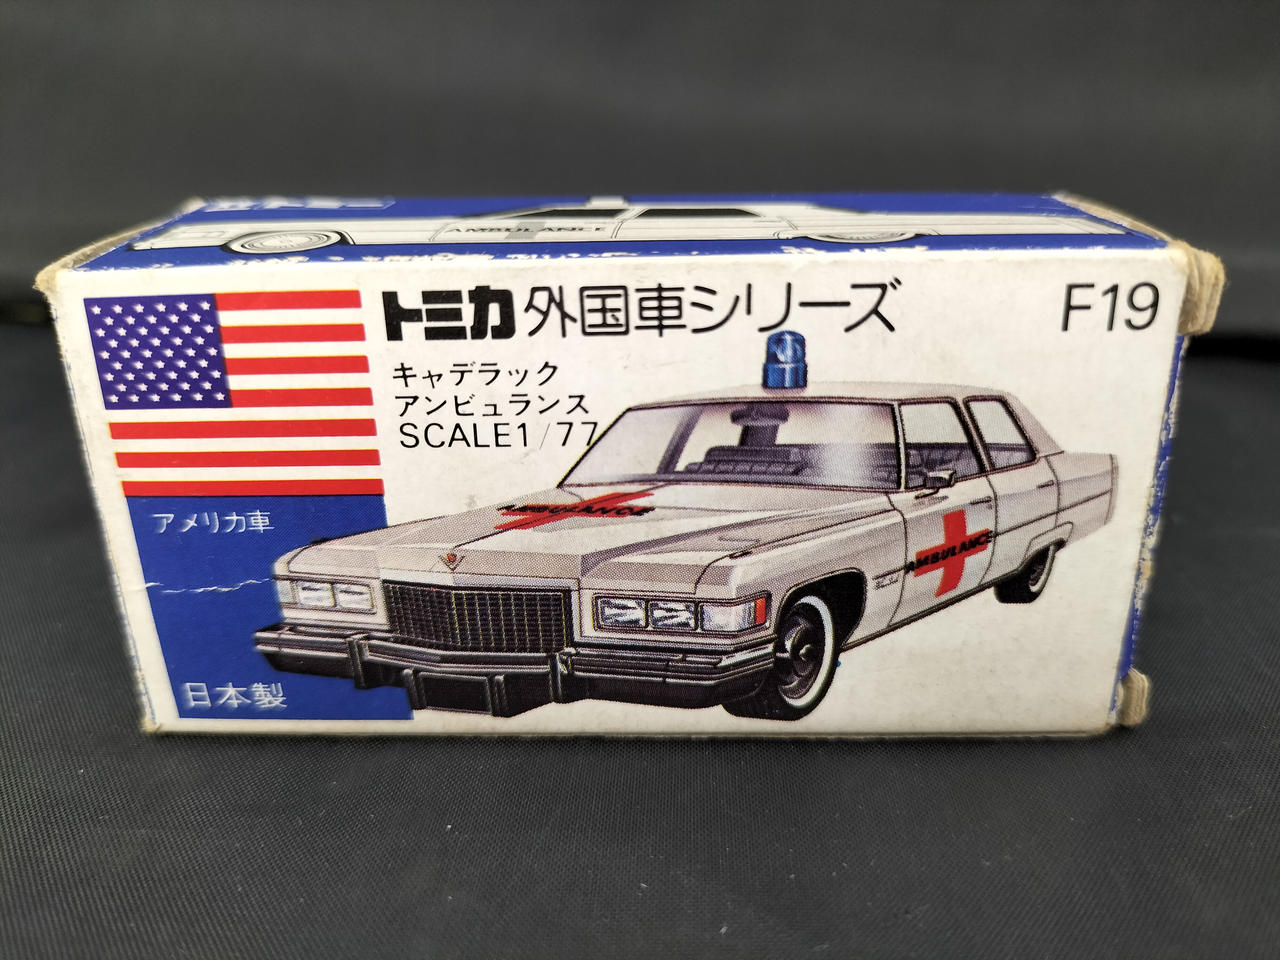 AMBULANCE
トミカ 外国車シリーズ F19
キャデラック
アンビュランス
SCALE1/77
アメリカ車
日本製
AMBULANCE
AMBULANCE